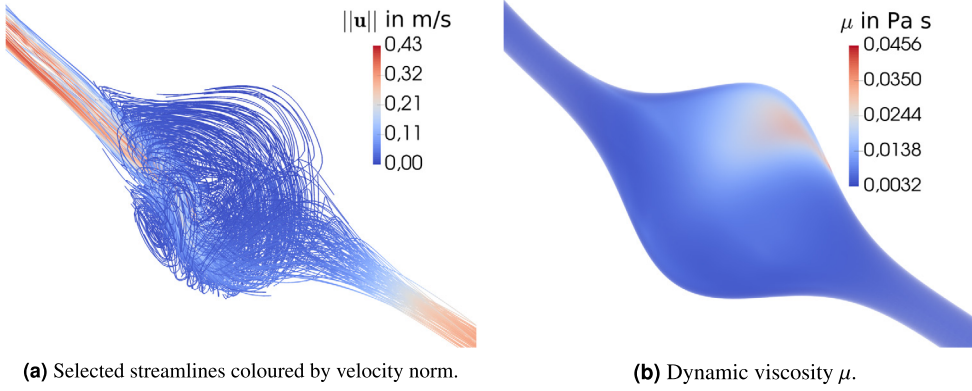 ||u|| in m/s
0,43
0,32
0,21
0,11
0,00
(a) Selected streamlines coloured by velocity norm.
μ in Pa s
0,0456
0,0350
0,0244
0,0138
0,0032
(b) Dynamic viscosity μ.